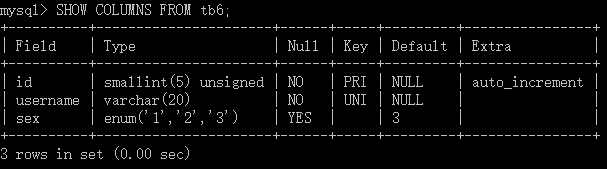 mysql> SHOW COLUMNS FROM tb6;
+----------+----------------------+------+-----+---------+----------------+
| Field | Type | Null | Key | Default | Extra |
+----------+----------------------+------+-----+---------+----------------+
| id | smallint(5) unsigned | NO | PRI | NULL | auto_increment |
| username | varchar(20) | NO | UNI | NULL | |
| sex | enum('1','2','3') | YES | | 3 | |
+----------+----------------------+------+-----+---------+----------------+
3 rows in set (0.00 sec)